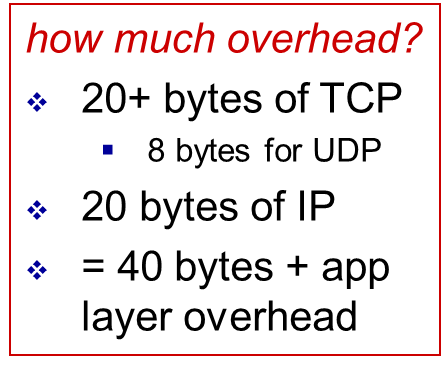 how much overhead?
❖ 20+ bytes of TCP
▪ 8 bytes for UDP
❖ 20 bytes of IP
❖ = 40 bytes + app
layer overhead